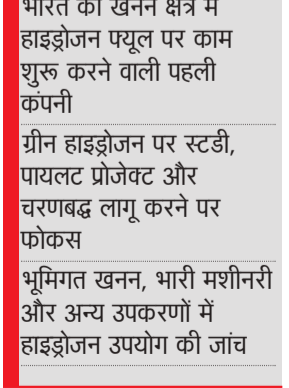 भारत की खनन क्षेत्र में
हाइड्रोजन फ्यूल पर काम
शुरू करने वाली पहली
कंपनी
ग्रीन हाइड्रोजन पर स्टडी,
पायलट प्रोजेक्ट और
चरणबद्ध लागू करने पर
फोकस
भूमिगत खनन, भारी मशीनरी
और अन्य उपकरणों में
हाइड्रोजन उपयोग की जांच